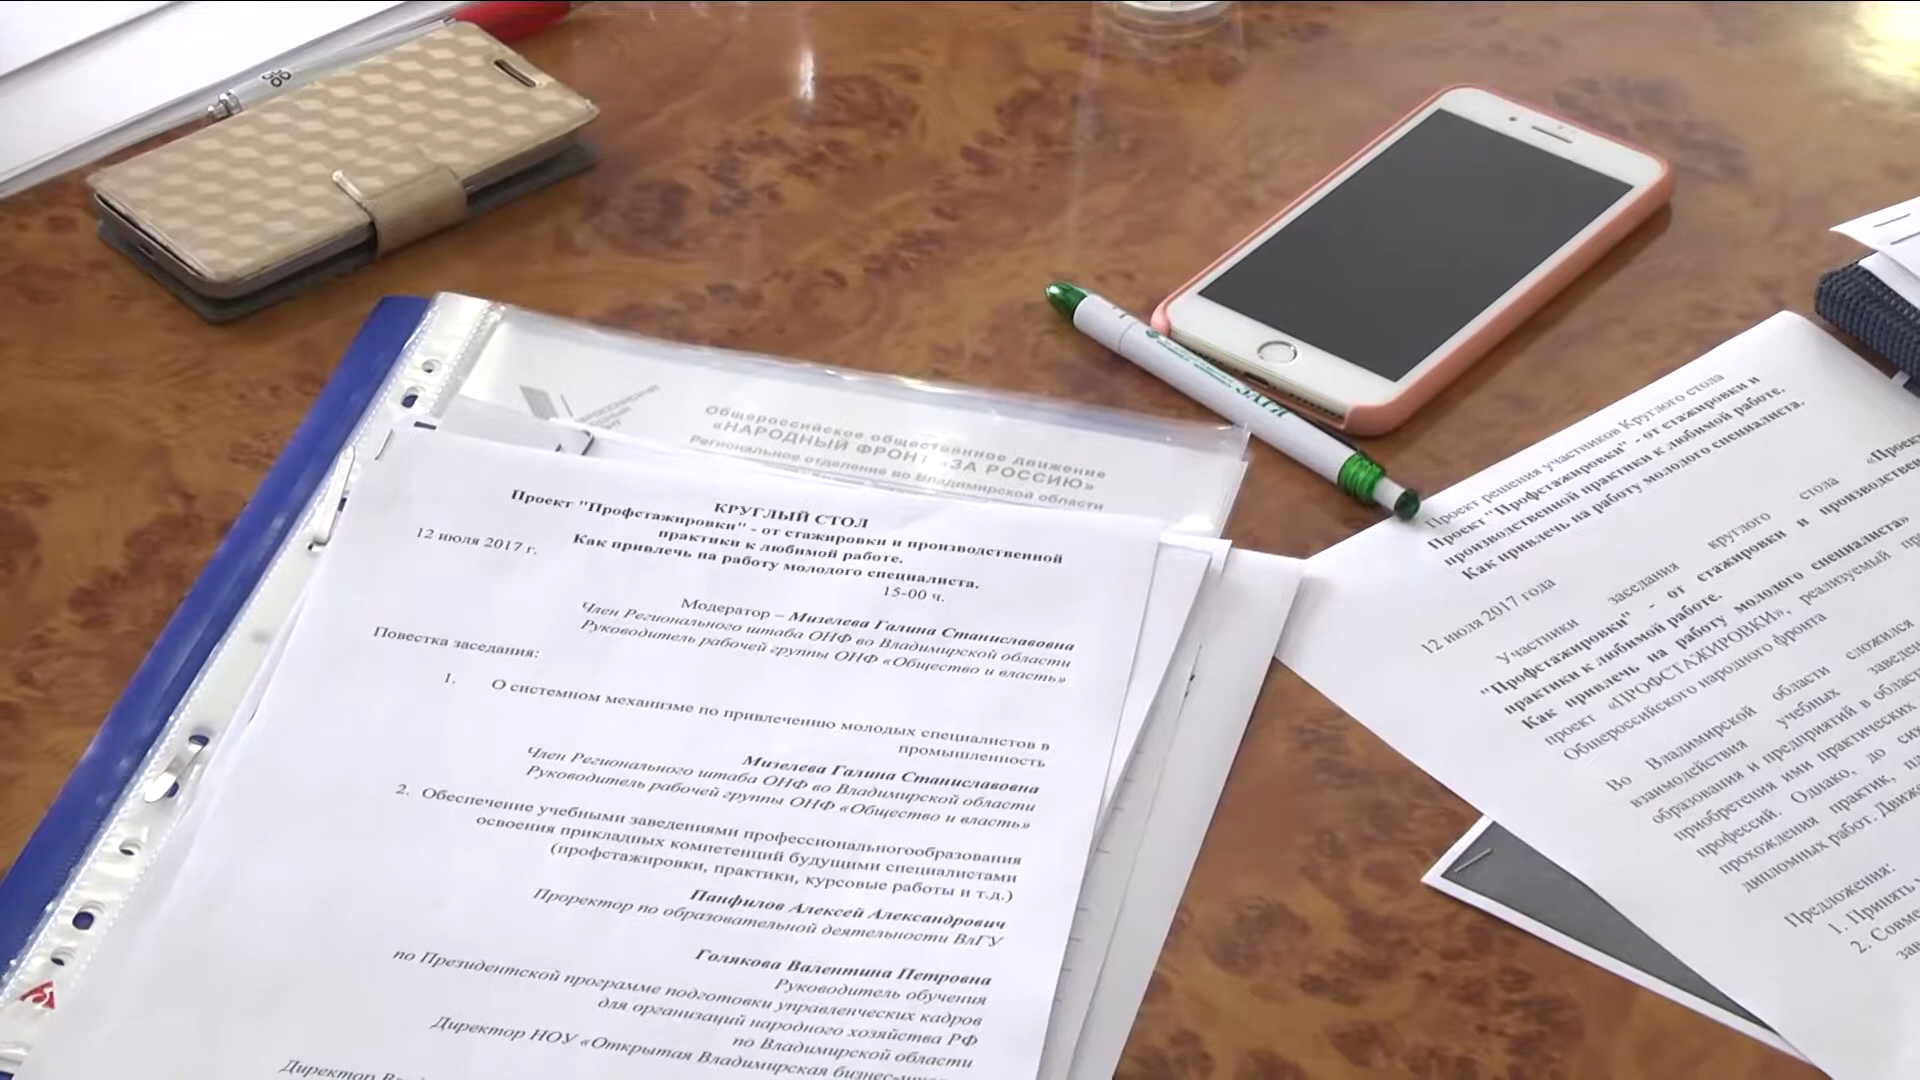 Общероссийское общественное движение
«НАРОДНЫЙ ФРОНТ «ЗА РОССИЮ»
Региональное отделение во Владимирской области
КРУГЛЫЙ СТОЛ
Проект "Профстажировки" - от стажировки и производственной
практики к любимой работе.
Как привлечь на работу молодого специалиста.
12 июля 2017 г.
15-00 ч.
Модератор – Мизелева Галина Станиславовна
Член Регионального штаба ОНФ во Владимирской области
Руководитель рабочей группы ОНФ «Общество и власть»
Повестка заседания:
1. О системном механизме по привлечению молодых специалистов в
промышленность
Мизелева Галина Станиславовна
Член Регионального штаба ОНФ во Владимирской области
Руководитель рабочей группы ОНФ «Общество и власть»
2. Обеспечение учебными заведениями профессиональногообразования
освоения прикладных компетенций будущими специалистами
(профстажировки, практики, курсовые работы и т.д.)
Панфилов Алексей Александрович
Проректор по образовательной деятельности ВлГУ
Голякова Валентина Петровна
Руководитель обучения
по Президентской программе подготовки управленческих кадров
для организаций народного хозяйства РФ
по Владимирской области
Директор НОУ «Открытая Владимирская
Директор
Проект решения участников Круглого стола
Проект "Профстажировки" - от стажировки и
производственной практики к любимой работе.
Как привлечь на работу молодого специалиста.
12 июля 2017 года
Участники заседания круглого стола «Проект
"Профстажировки" - от стажировки и производственной
практики к любимой работе.
Как привлечь на работу молодого специалиста»
проект «ПРОФСТАЖИРОВКИ», реализуемый
Общероссийского народного фронта
Во Владимирской области сложился
взаимодействия учебных
образования и предприятий в
приобретения ими практических
профессий. Однако, до
прохождения практик,
дипломных работ.
Предложения:
1. Принять
2.